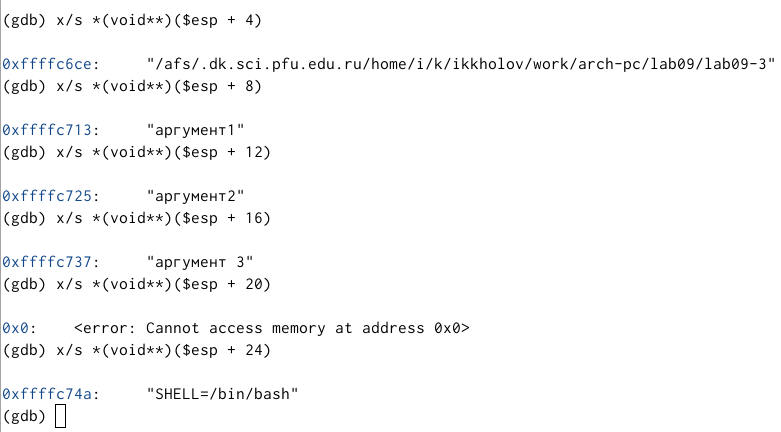 (gdb) x/s *(void**)($esp + 4)
0xffffc6ce:     "/afs/.dk.sci.pfu.edu.ru/home/i/k/ikkholov/work/arch-pc/lab09/lab09-3"
(gdb) x/s *(void**)($esp + 8)
0xffffc713:     "аргумент1"
(gdb) x/s *(void**)($esp + 12)
0xffffc725:     "аргумент2"
(gdb) x/s *(void**)($esp + 16)
0xffffc737:     "аргумент 3"
(gdb) x/s *(void**)($esp + 20)
0x0:    <error: Cannot access memory at address 0x0>
(gdb) x/s *(void**)($esp + 24)
0xffffc74a:     "SHELL=/bin/bash"
(gdb)